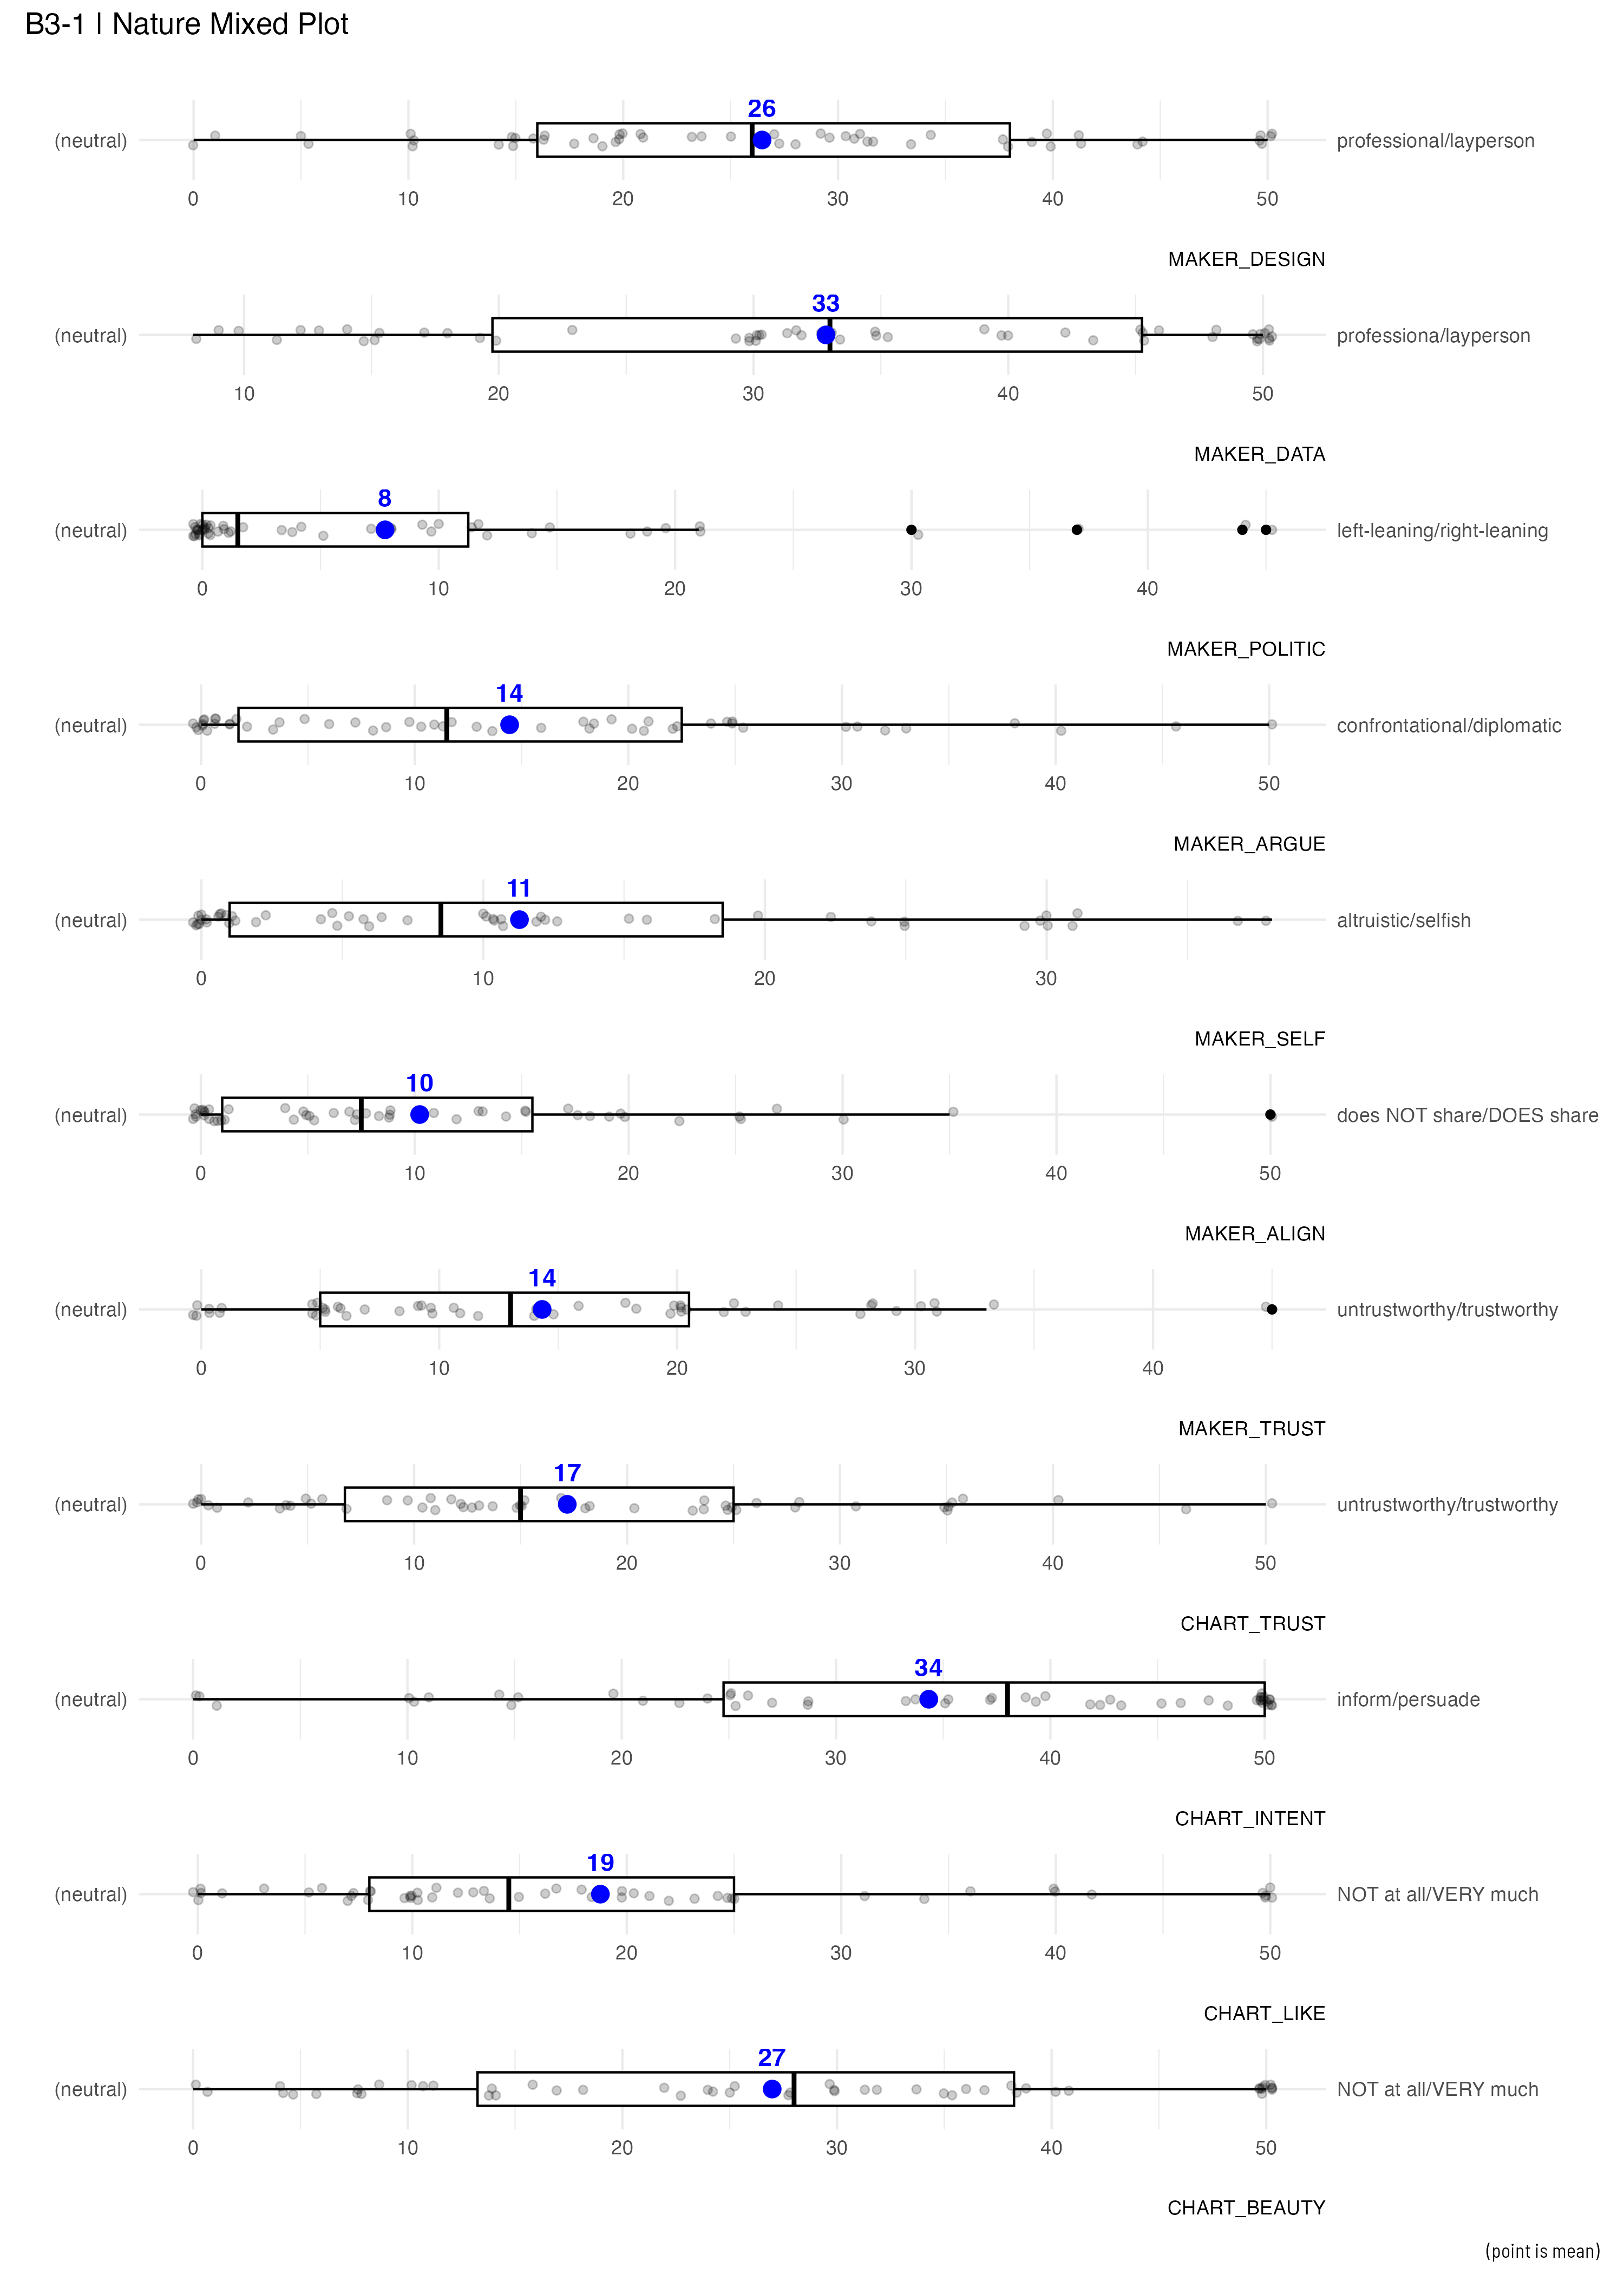 B3-1 | Nature Mixed Plot
26
(neutral) professional/layperson
0 10 20 30 40 50
MAKER_DESIGN
33
(neutral) professiona/layperson
10 20 30 40 50
MAKER_DATA
8
(neutral) left-leaning/right-leaning
0 10 20 30 40
MAKER_POLITIC
14
(neutral) confrontational/diplomatic
0 10 20 30 40 50
MAKER_ARGUE
11
(neutral) altruistic/selfish
0 10 20 30
MAKER_SELF
10
(neutral) does NOT share/DOES share
0 10 20 30 40 50
MAKER_ALIGN
14
(neutral) untrustworthy/trustworthy
0 10 20 30 40
MAKER_TRUST
17
(neutral) untrustworthy/trustworthy
0 10 20 30 40 50
CHART_TRUST
34
(neutral) inform/persuade
0 10 20 30 40 50
CHART_INTENT
19
(neutral) NOT at all/VERY much
0 10 20 30 40 50
CHART_LIKE
27
(neutral) NOT at all/VERY much
0 10 20 30 40 50
CHART_BEAUTY
(point is mean)